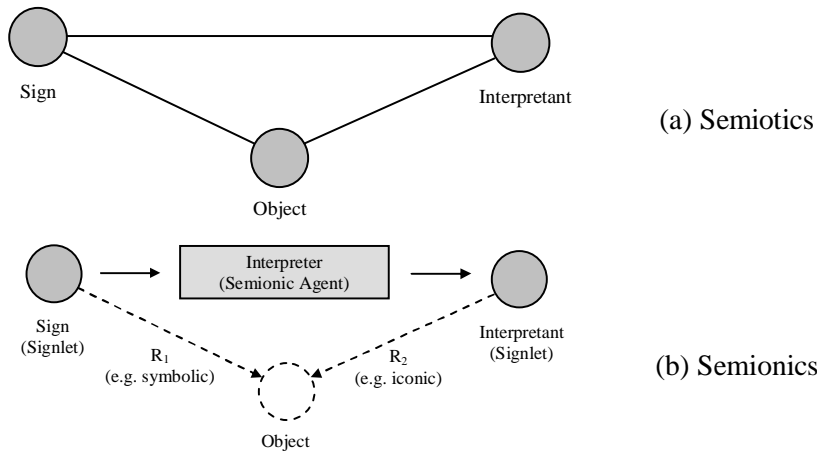 Sign
Interpretant
(a) Semiotics
Object
Interpreter
(Semionic Agent)
Sign
(Signlet)
Interpretant
(Signlet)
R₁
(e.g. symbolic)
R₂
(e.g. iconic)
(b) Semionics
Object